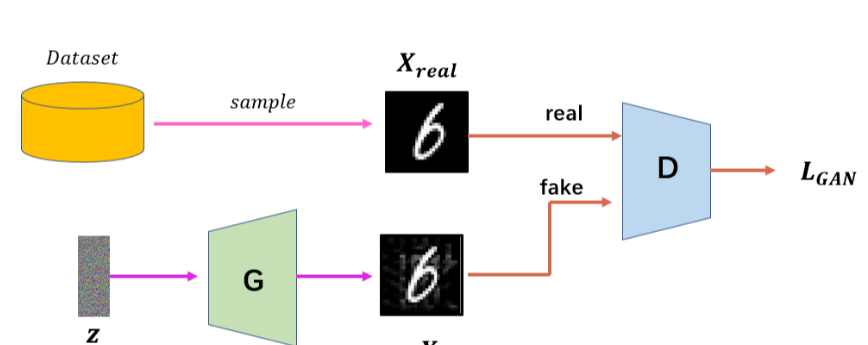 Dataset
X_real
sample
real
D
L_GAN
fake
G
z